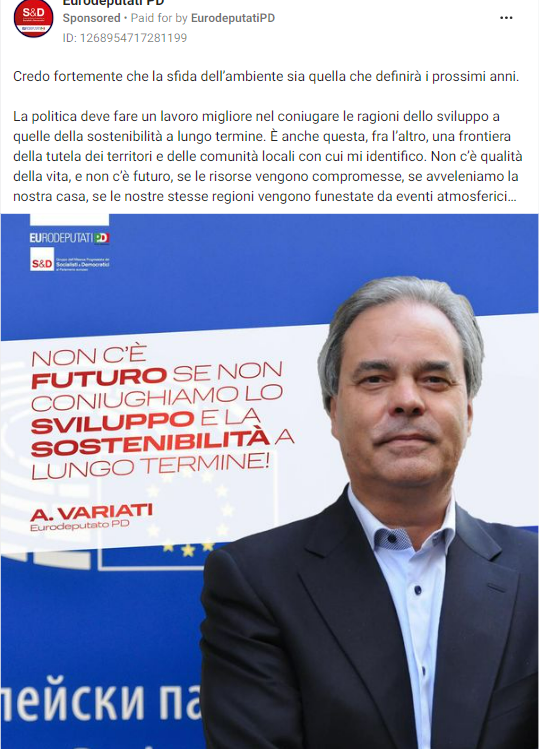 Eurodeputati PD
Sponsored • Paid for by EurodeputatiPD
ID: 1268954717281199
Credo fortemente che la sfida dell'ambiente sia quella che definirà i prossimi anni.
La politica deve fare un lavoro migliore nel coniugare le ragioni dello sviluppo a
quelle della sostenibilità a lungo termine. È anche questa, fra l'altro, una frontiera
della tutela dei territori e delle comunità locali con cui mi identifico. Non c'è qualità
della vita, e non c'è futuro, se le risorse vengono compromesse, se avveleniamo la
nostra casa, se le nostre stesse regioni vengono funestate da eventi atmosferici...
EURODEPUTATI PD
S&D
Socialisti & Democratici
NON C'È
FUTURO SE NON
CONIUGHIAMO LO
SVILUPPO E LA
SOSTENIBILITÀ A
LUNGO TERMINE!
A. VARIATI
Eurodeputato PD
пейски па